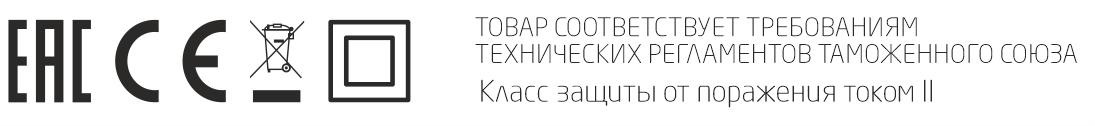 EAC CE
ТОВАР СООТВЕТСТВУЕТ ТРЕБОВАНИЯМ
ТЕХНИЧЕСКИХ РЕГЛАМЕНТОВ ТАМОЖЕННОГО СОЮЗА
Класс защиты от поражения током II